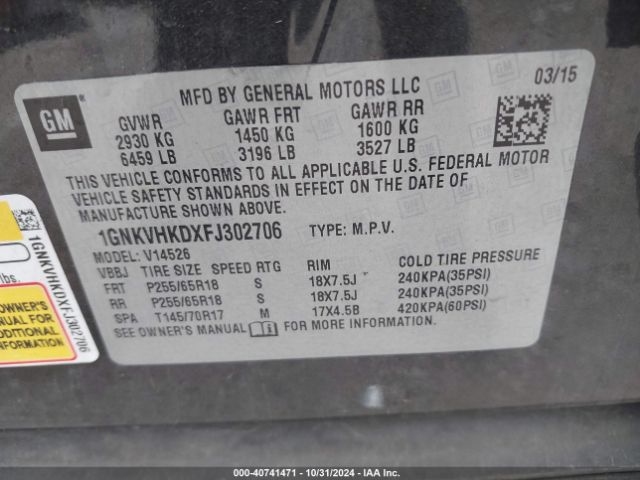 GM
MFD BY GENERAL MOTORS LLC
03/15
GVWR GAWR FRT GAWR RR
2930 KG 1450 KG 1600 KG
6459 LB 3196 LB 3527 LB
THIS VEHICLE CONFORMS TO ALL APPLICABLE U.S. FEDERAL MOTOR
VEHICLE SAFETY STANDARDS IN EFFECT ON THE DATE OF
MANUFACTURE SHOWN ABOVE.
1GNKVHKDXFJ302706 TYPE: M.P.V.
MODEL: V14526
VBBJ TIRE SIZE SPEED RTG RIM COLD TIRE PRESSURE
FRT P255/65R18 S 18X7.5J 240KPA(35PSI)
RR P255/65R18 S 18X7.5J 240KPA(35PSI)
SPA T145/70R17 M 17X4.5B 420KPA(60PSI)
SEE OWNER'S MANUAL FOR MORE INFORMATION.
1GNKVHKDXFJ302706
lbs.
OWNER'S
MANUAL FOR
ADDITIONAL
INFORMATION
000-40741471 - 10/31/2024 - IAA Inc.